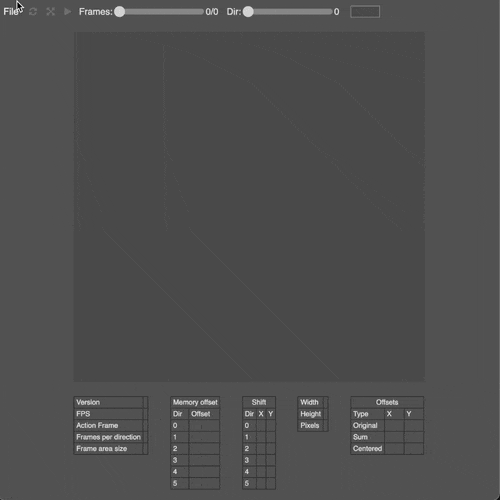 File Frames: 0/0 Dir: 0
Version
FPS
Action Frame
Frames per direction
Frame area size
Memory offset
Dir Offset
0
1
2
3
4
5
Shift
Dir X Y
0
1
2
3
4
5
Width
Height
Pixels
Offsets
Type X Y
Original
Sum
Centered